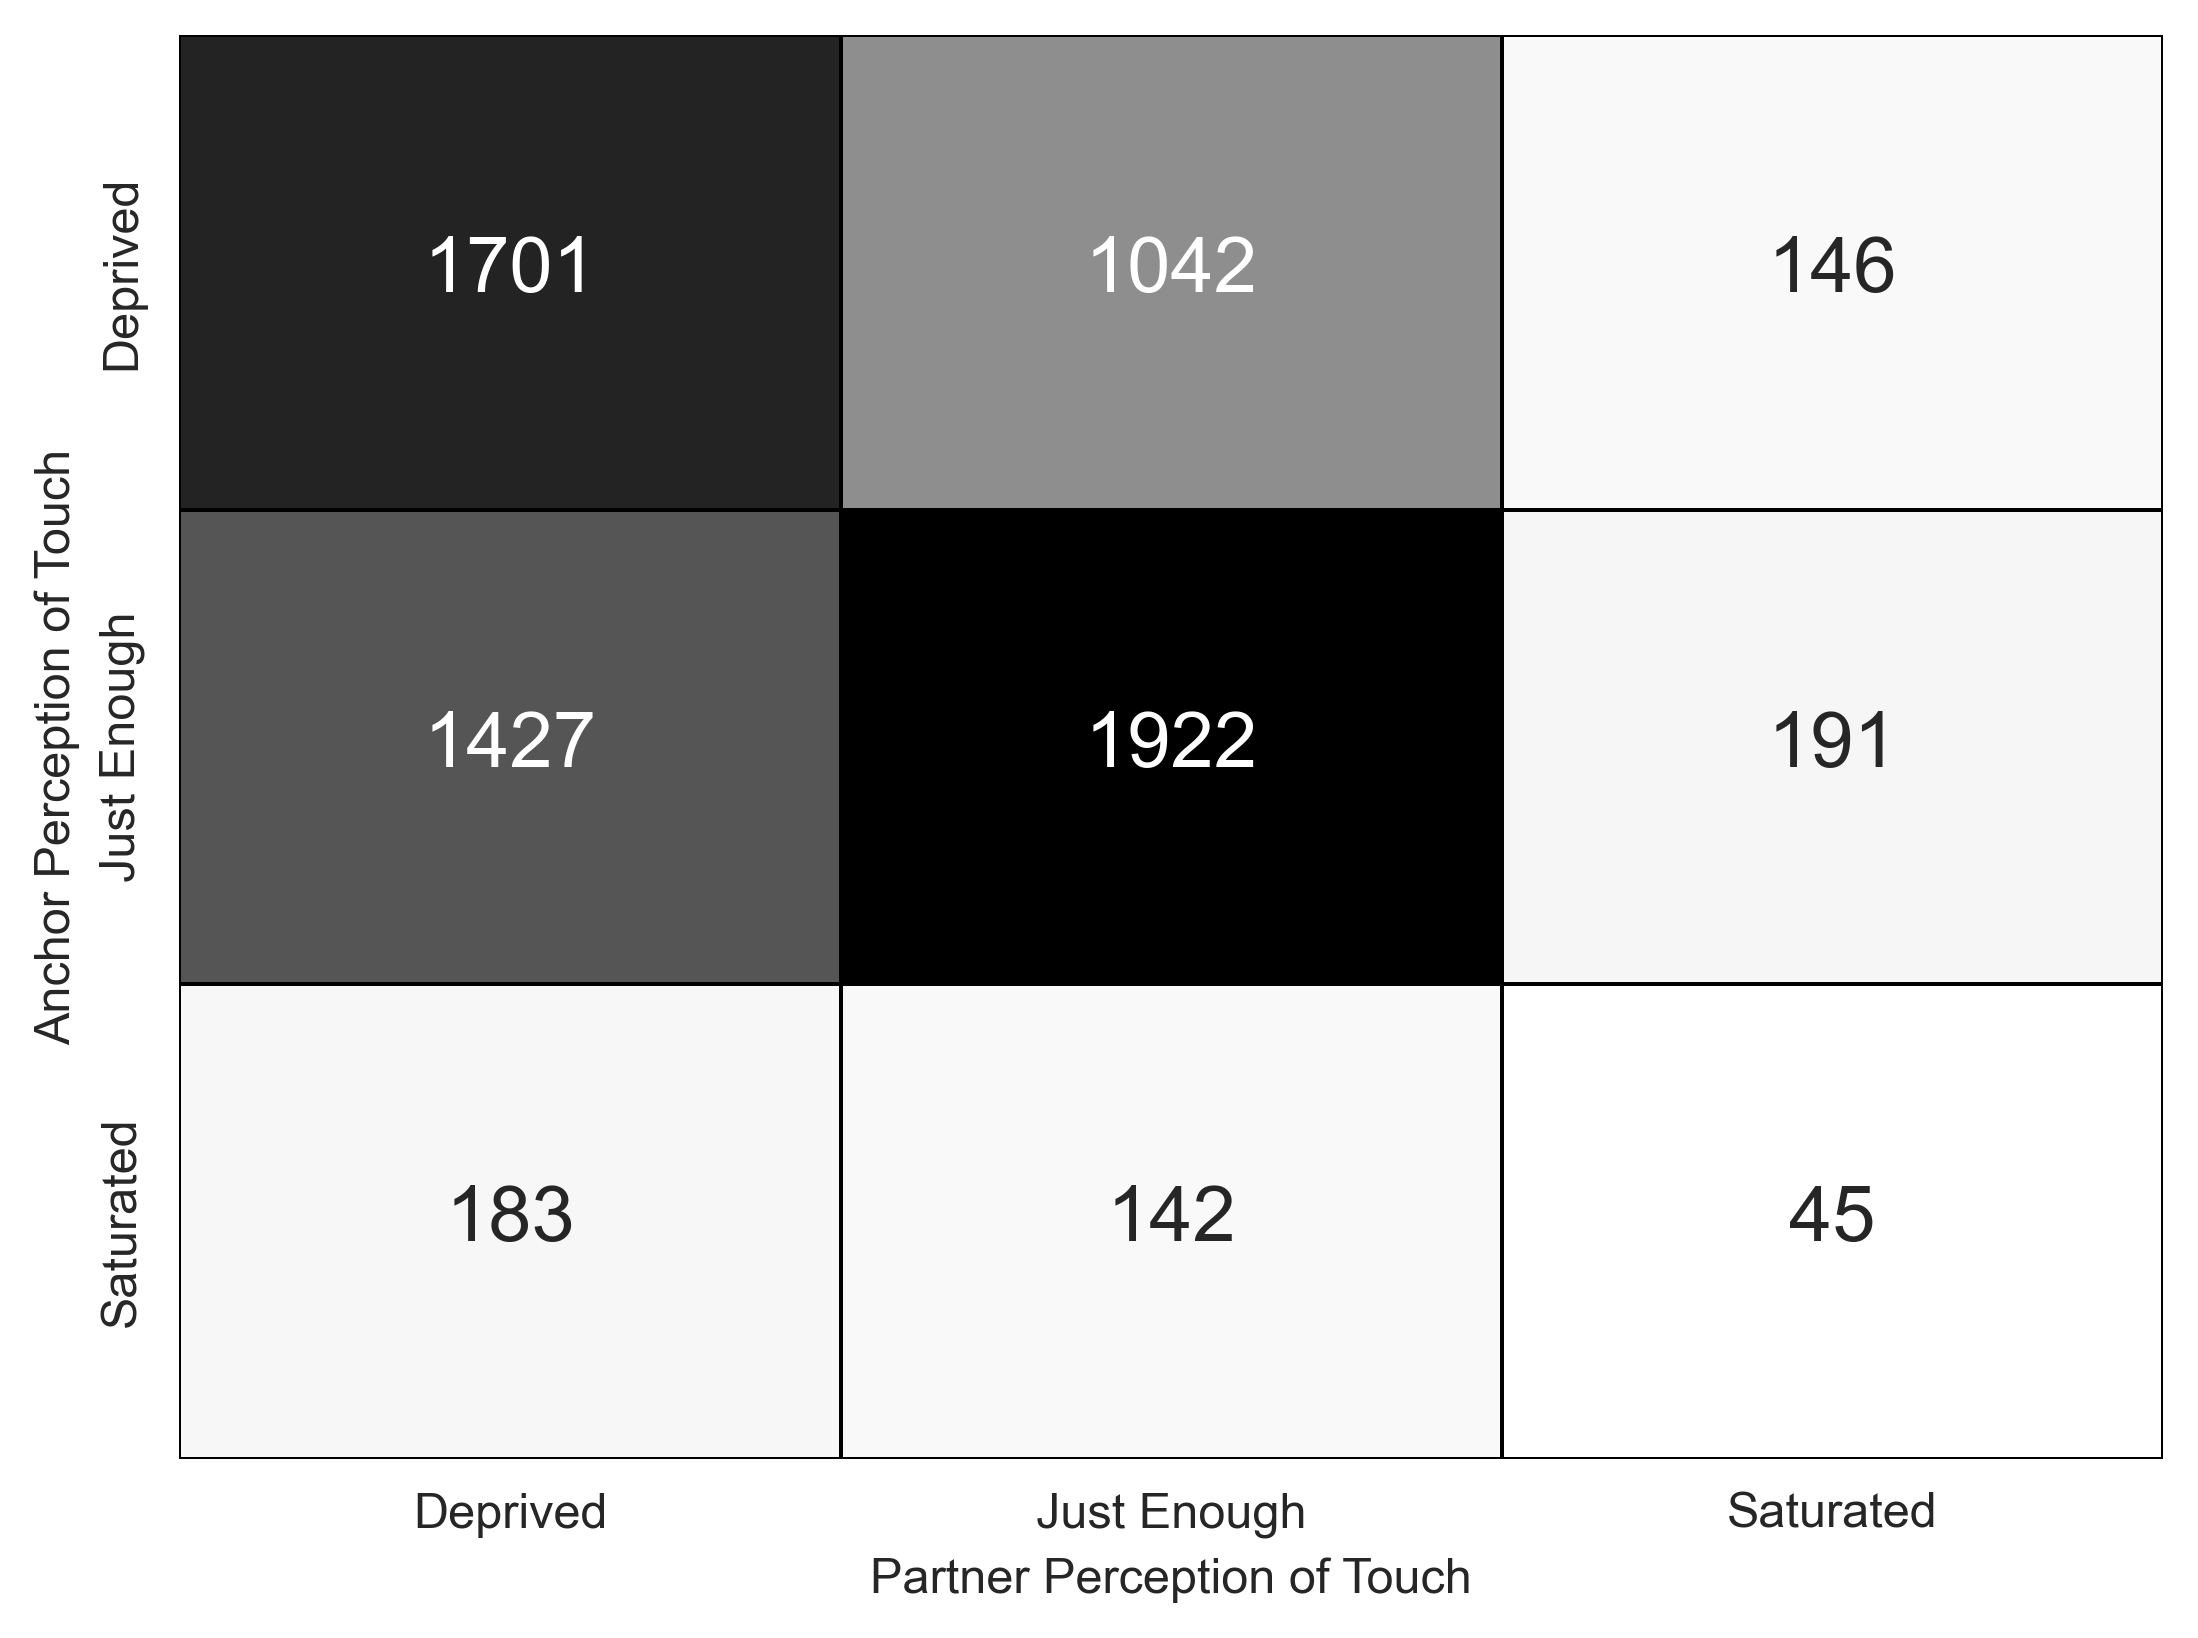 Anchor Perception of Touch
Deprived
1701 1042 146
Just Enough
1427 1922 191
Saturated
183 142 45
Deprived Just Enough Saturated
Partner Perception of Touch